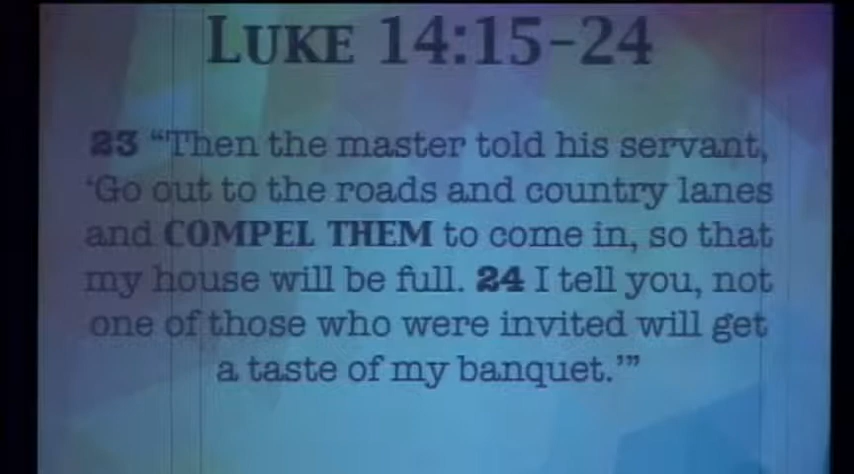 LUKE 14:15-24
23 “Then the master told his servant,
‘Go out to the roads and country lanes
and COMPEL THEM to come in, so that
my house will be full. 24 I tell you, not
one of those who were invited will get
a taste of my banquet.’”